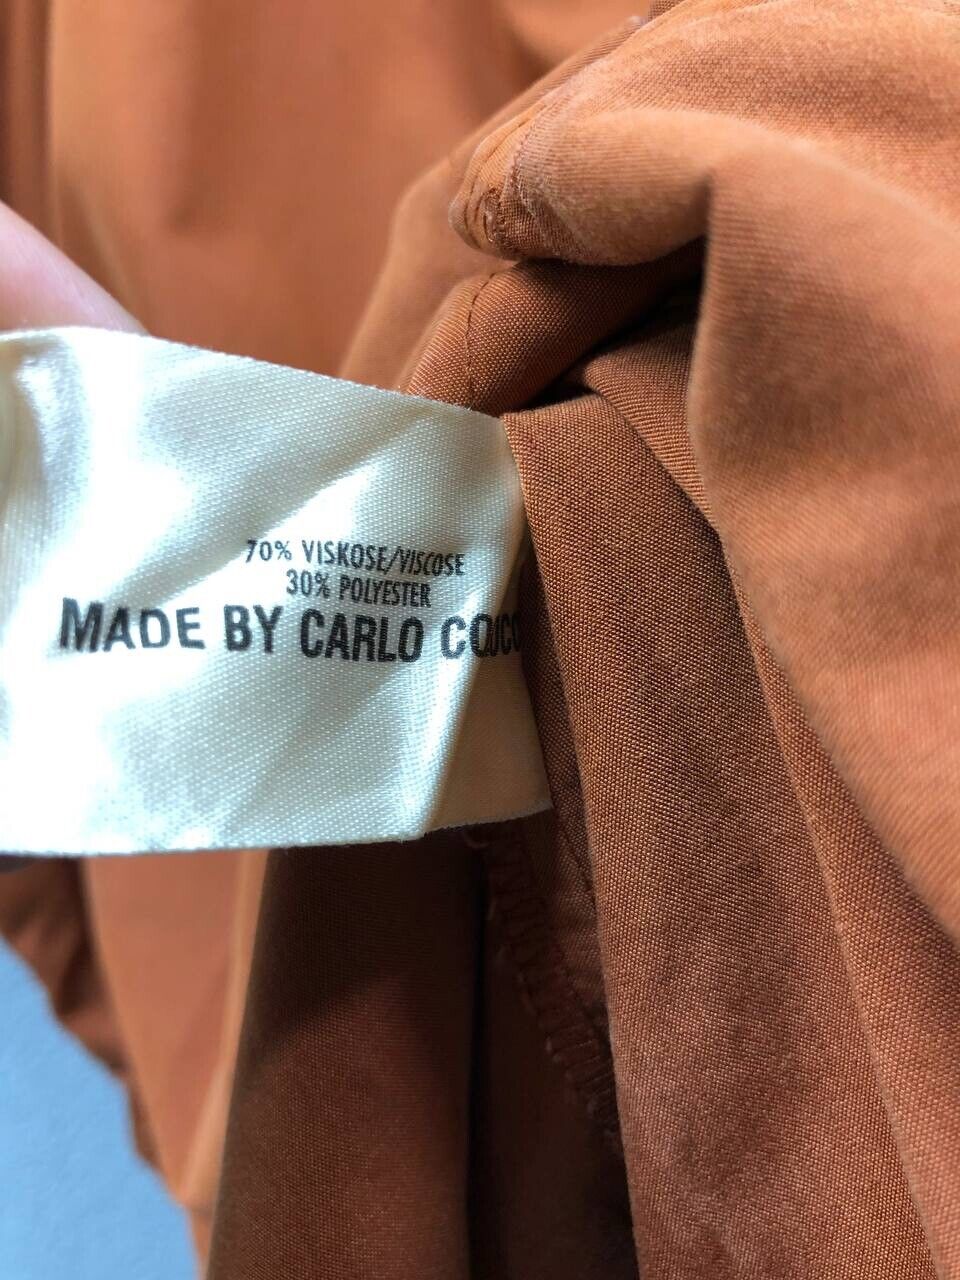 70% VISKOSE/VISCOSE
30% POLYESTER
MADE BY CARLO